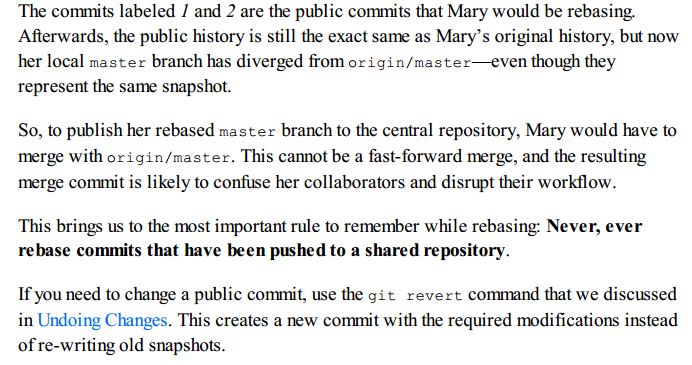 The commits labeled 1 and 2 are the public commits that Mary would be rebasing.
Afterwards, the public history is still the exact same as Mary’s original history, but now
her local master branch has diverged from origin/master—even though they
represent the same snapshot.
So, to publish her rebased master branch to the central repository, Mary would have to
merge with origin/master. This cannot be a fast-forward merge, and the resulting
merge commit is likely to confuse her collaborators and disrupt their workflow.
This brings us to the most important rule to remember while rebasing: Never, ever
rebase commits that have been pushed to a shared repository.
If you need to change a public commit, use the git revert command that we discussed
in Undoing Changes. This creates a new commit with the required modifications instead
of re-writing old snapshots.